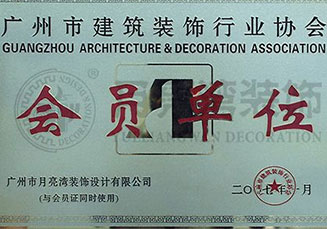 广州市建筑装饰行业协会
GUANGZHOU ARCHITECTURE & DECORATION ASSOCIATION
会员单位
广州市月亮湾装饰设计有限公司
(与会员证同时使用)